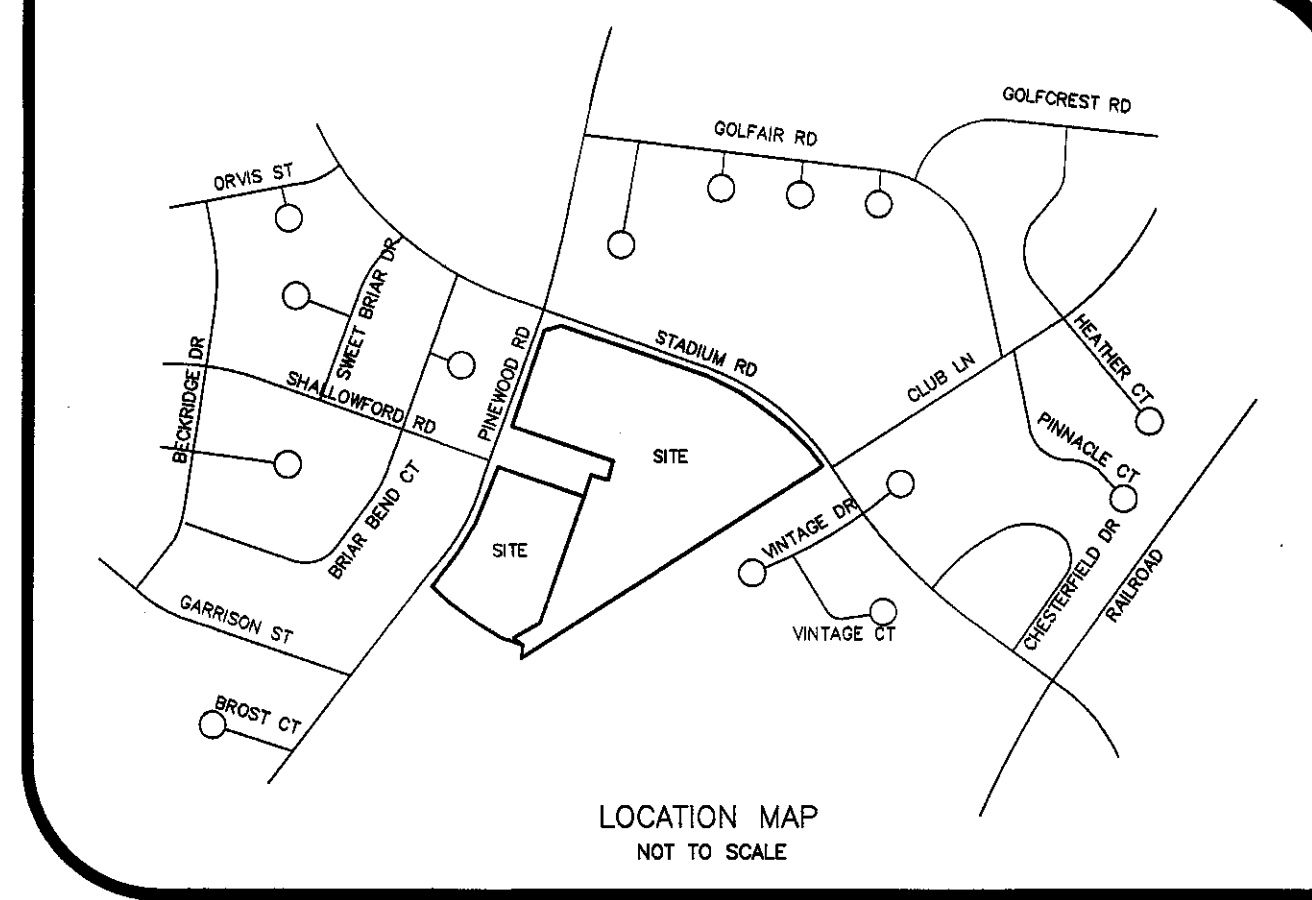 GOLFCREST RD
GOLFAIR RD
ORVIS ST
SWEET BRIAR DR
STADIUM RD
PINEWOOD RD
HEATHER CT
BECKRIDGE DR
SHALLOWFORD RD
CLUB LN
PINNACLE CT
SITE
BRIAR BEND CT
VINTAGE DR
SITE
CHESTERFIELD DR
RAILROAD
GARRISON ST
VINTAGE CT
BROST CT
LOCATION MAP
NOT TO SCALE